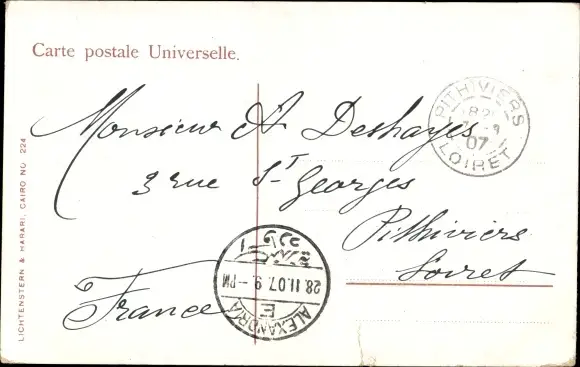 Carte postale Universelle.
Monsieur A. Deshayes
3 rue St Georges
Pithiviers
Loiret
France
PITHIVIERS
07
LOIRET
28.11.07.9-PM
ALEXANDRIA
E
LICHTENSTERN & HARARI, CAIRO NO. 224